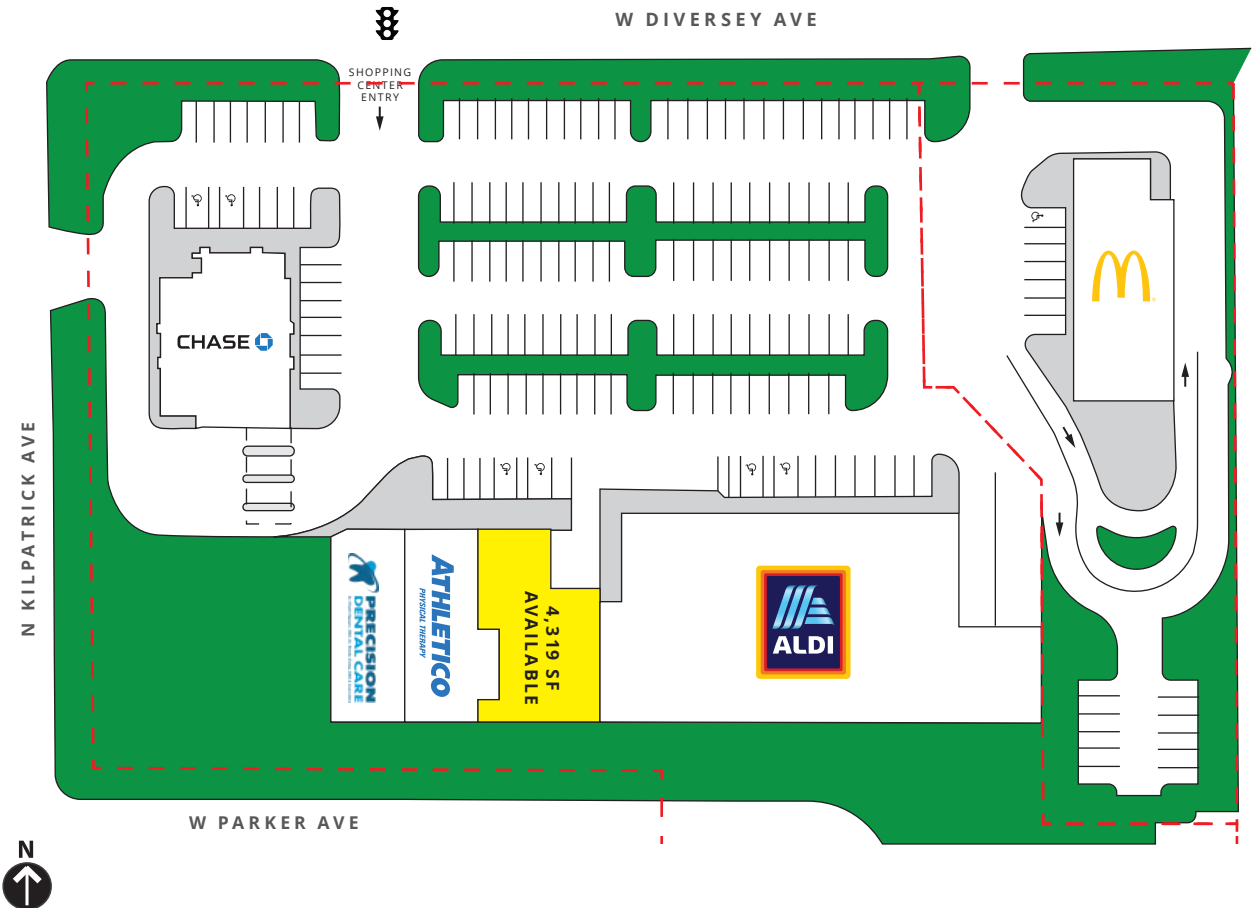 W DIVERSEY AVE
SHOPPING
CENTER
ENTRY
CHASE
N KILPATRICK AVE
PRECISION
DENTAL CARE
ATHLETICO
PHYSICAL THERAPY
4,319 SF
AVAILABLE
ALDI
W PARKER AVE
N